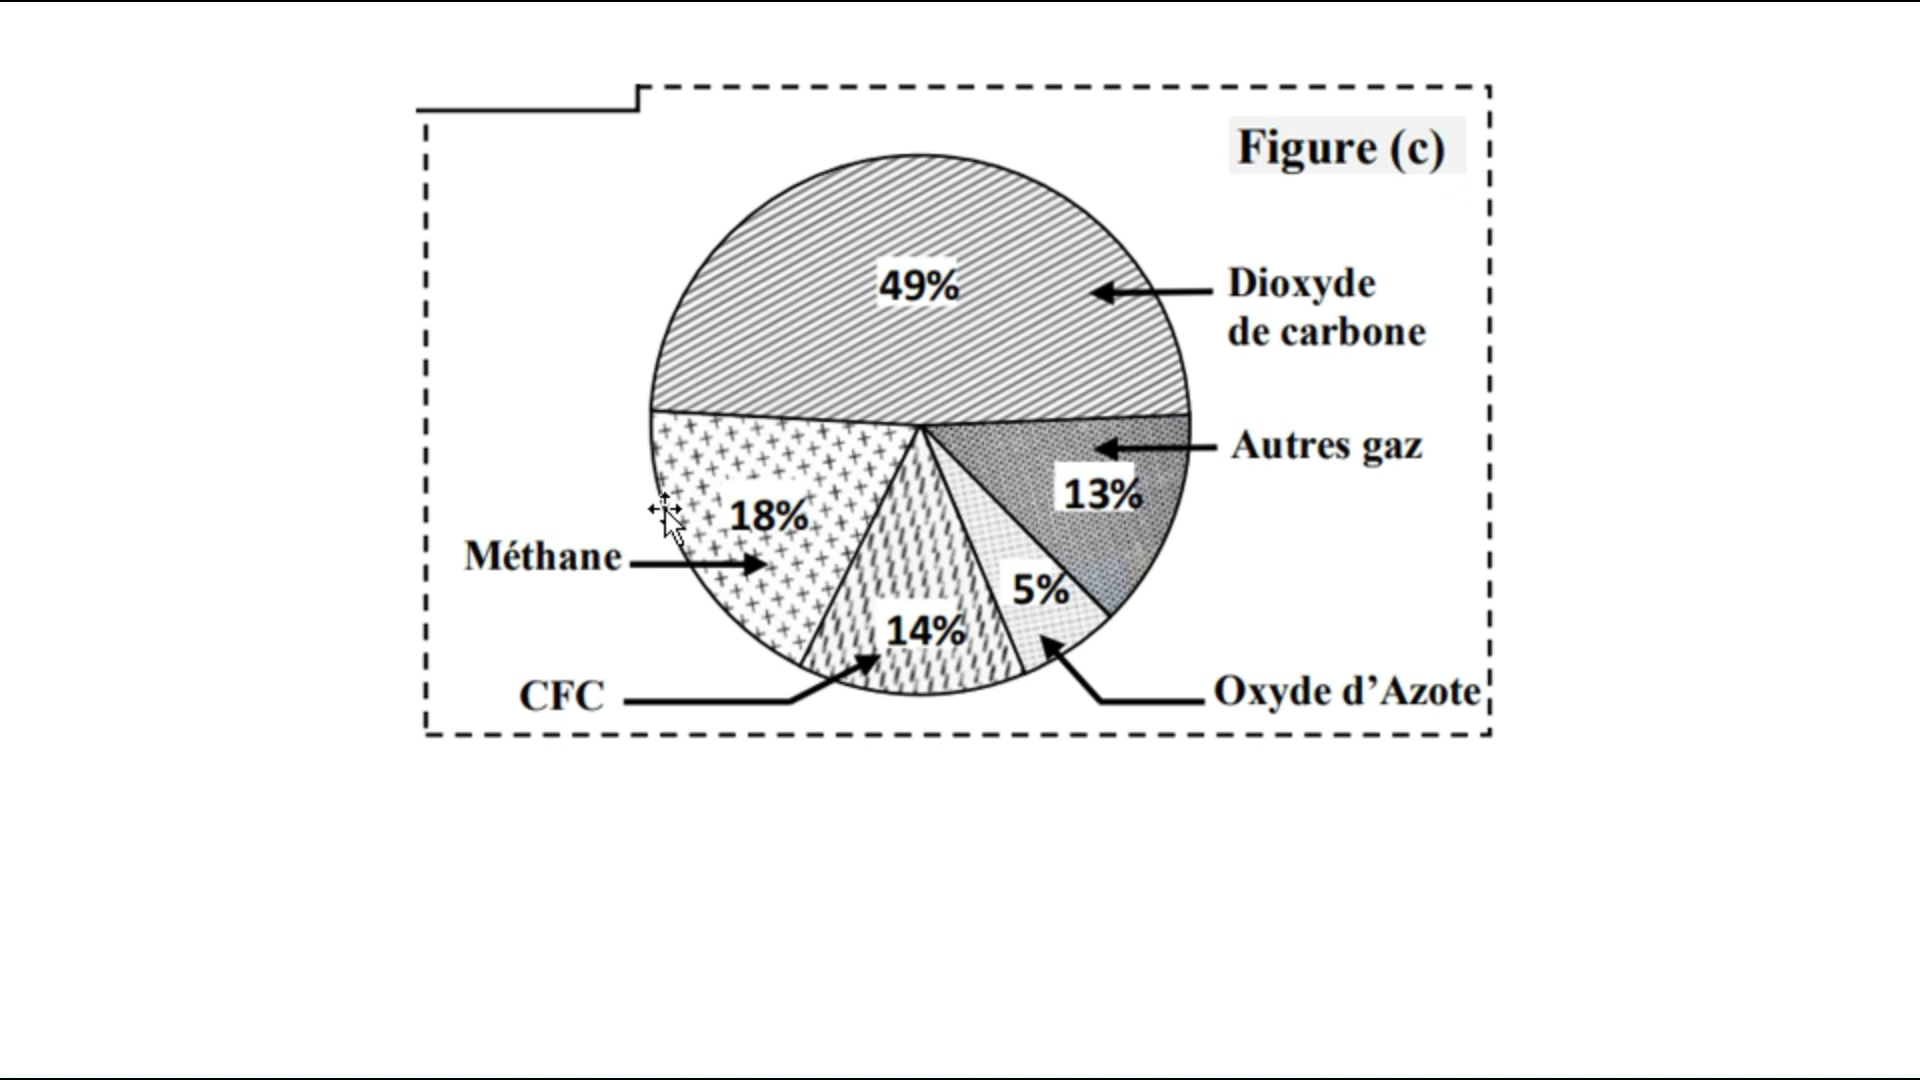 Figure (c)
49%
Dioxyde
de carbone
Autres gaz
13%
18%
Méthane
5%
14%
CFC
Oxyde d’Azote